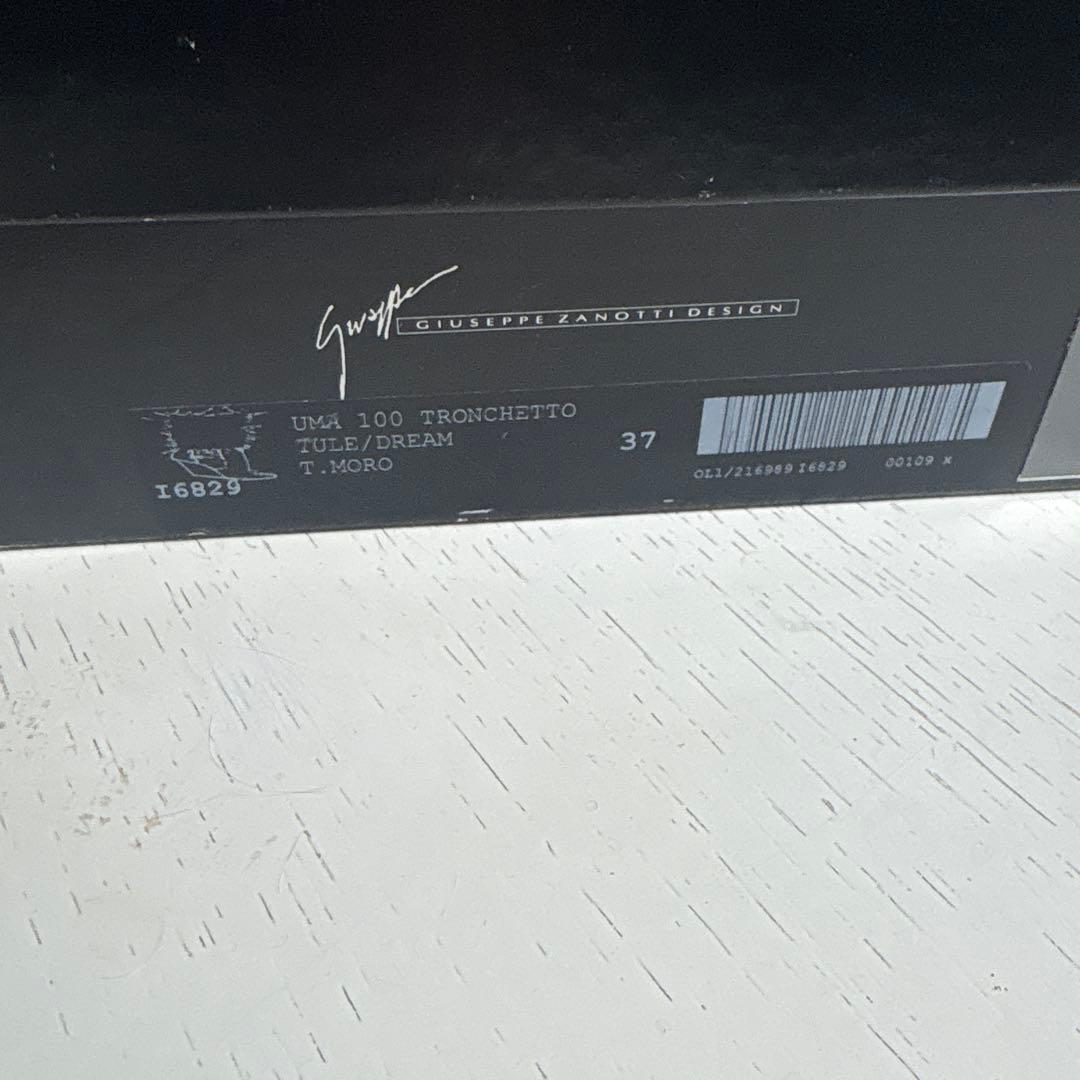 Giuseppe
GIUSEPPE ZANOTTI DESIGN
UMA 100 TRONCHETTO
TULE/DREAM
T.MORO
I6829
37
OL1/216989 I6829 00109 x